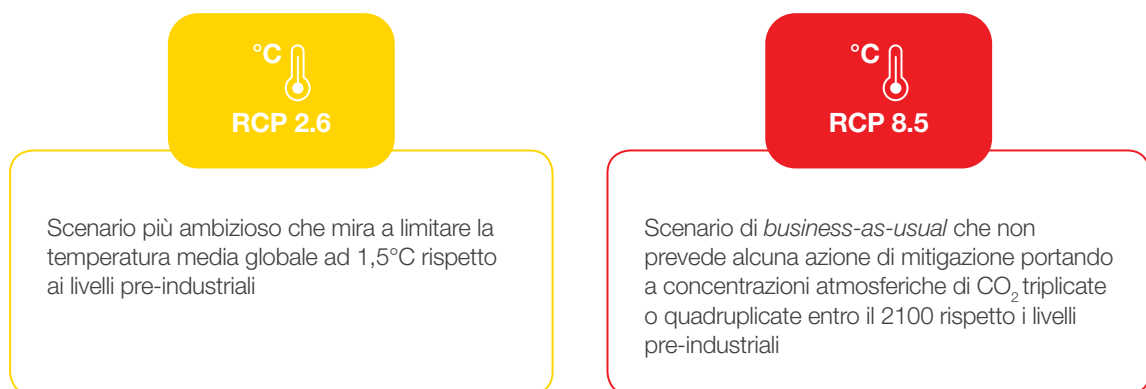 °C
RCP 2.6
Scenario più ambizioso che mira a limitare la
temperatura media globale ad 1,5°C rispetto
ai livelli pre-industriali
°C
RCP 8.5
Scenario di business-as-usual che non
prevede alcuna azione di mitigazione portando
a concentrazioni atmosferiche di CO₂ triplicate
o quadruplicate entro il 2100 rispetto i livelli
pre-industriali